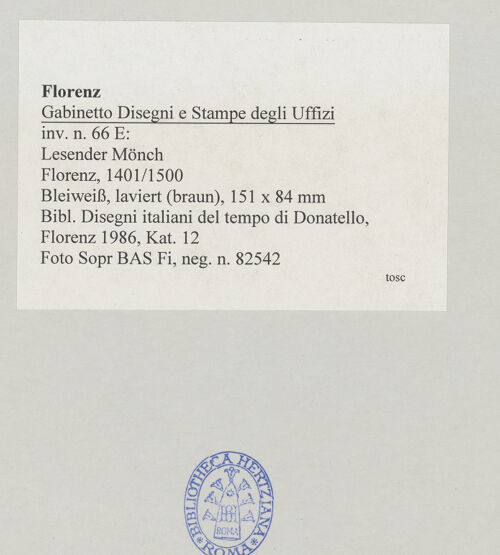 Florenz
Gabinetto Disegni e Stampe degli Uffizi
inv. n. 66 E:
Lesender Mönch
Florenz, 1401/1500
Bleiweiß, laviert (braun), 151 x 84 mm
Bibl. Disegni italiani del tempo di Donatello,
Florenz 1986, Kat. 12
Foto Sopr BAS Fi, neg. n. 82542
tosc
BIBLIOTHECA HERTZIANA
ROMA
ROMA